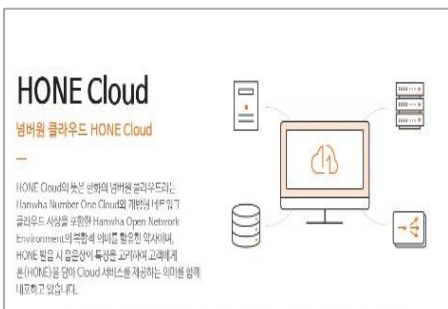 HONE Cloud
넘버원 클라우드 HONE Cloud
HONE Cloud의 뜻은 한화의 넘버원 클라우드라는
Hanwha Number One Cloud와 개방형 네트워크
클라우드 사상을 포함한 Hanwha Open Network
Environment의 복합적 의미를 활용한 약자이며,
HONE 발음 시 음운상의 특징을 고려하여 고객에게
혼(HONE)을 담아 Cloud 서비스를 제공하는 의미를 함께
내포하고 있습니다.